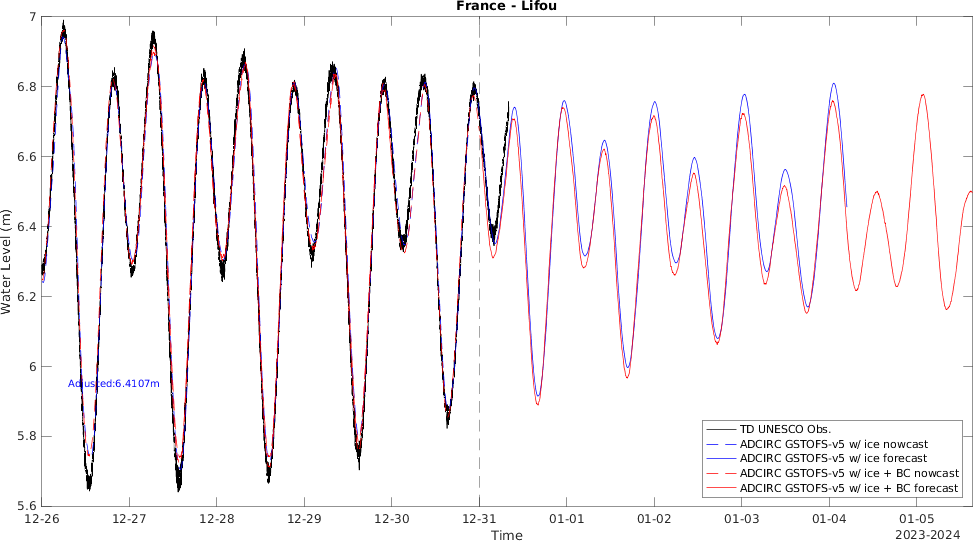 France - Lifou
7
6.8
6.6
6.4
6.2
6
5.8
5.6
Water Level (m)
Adjusted:6.4107m
TD UNESCO Obs.
ADCIRC GSTOFS-v5 w/ ice nowcast
ADCIRC GSTOFS-v5 w/ ice forecast
ADCIRC GSTOFS-v5 w/ ice + BC nowcast
ADCIRC GSTOFS-v5 w/ ice + BC forecast
12-26 12-27 12-28 12-29 12-30 12-31 01-01 01-02 01-03 01-04 01-05
Time
2023-2024